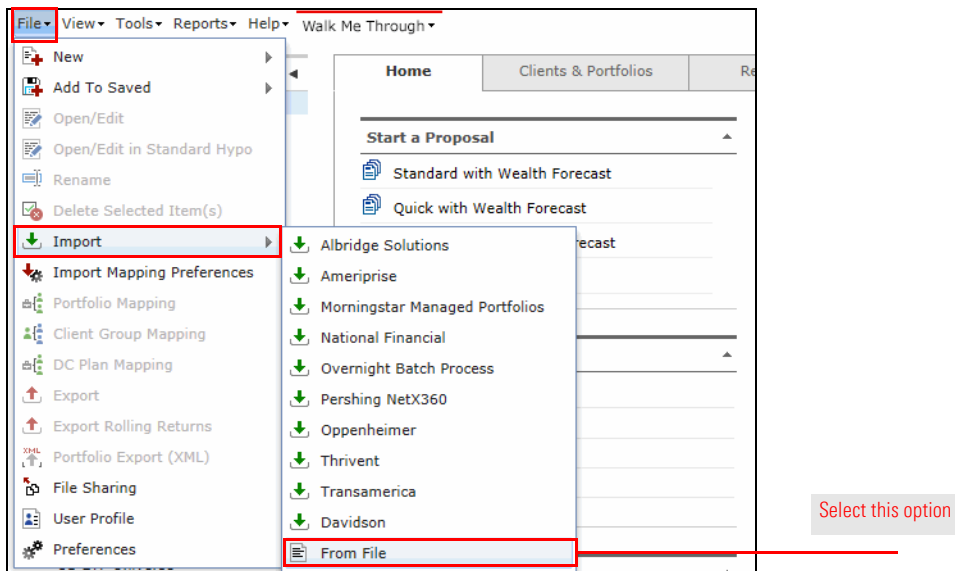 File View Tools Reports Help Walk Me Through
Home Clients & Portfolios Re
Start a Proposal
Standard with Wealth Forecast
Quick with Wealth Forecast
recast
New
Add To Saved
Open/Edit
Open/Edit in Standard Hypo
Rename
Delete Selected Item(s)
Import
Import Mapping Preferences
Portfolio Mapping
Client Group Mapping
DC Plan Mapping
Export
Export Rolling Returns
XML
Portfolio Export (XML)
File Sharing
User Profile
Preferences
Albridge Solutions
Ameriprise
Morningstar Managed Portfolios
National Financial
Overnight Batch Process
Pershing NetX360
Oppenheimer
Thrivent
Transamerica
Davidson
From File
Select this option